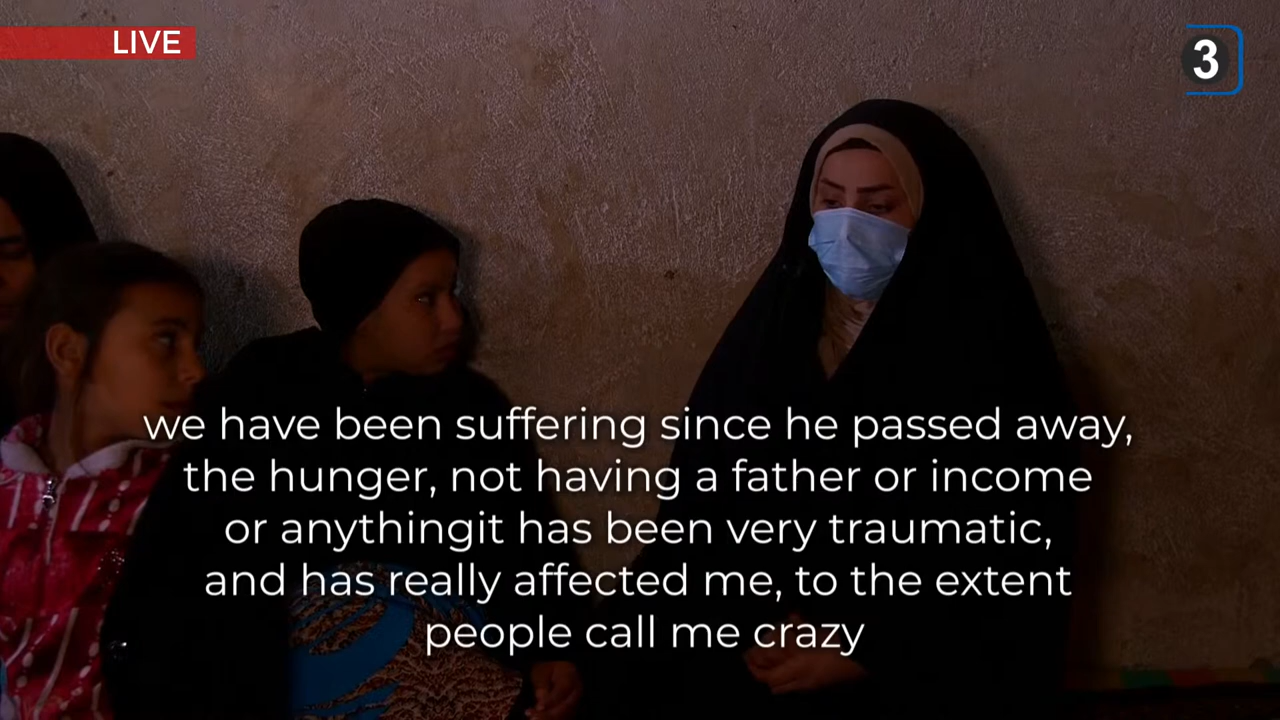 LIVE
3
we have been suffering since he passed away,
the hunger, not having a father or income
or anythingit has been very traumatic,
and has really affected me, to the extent
people call me crazy